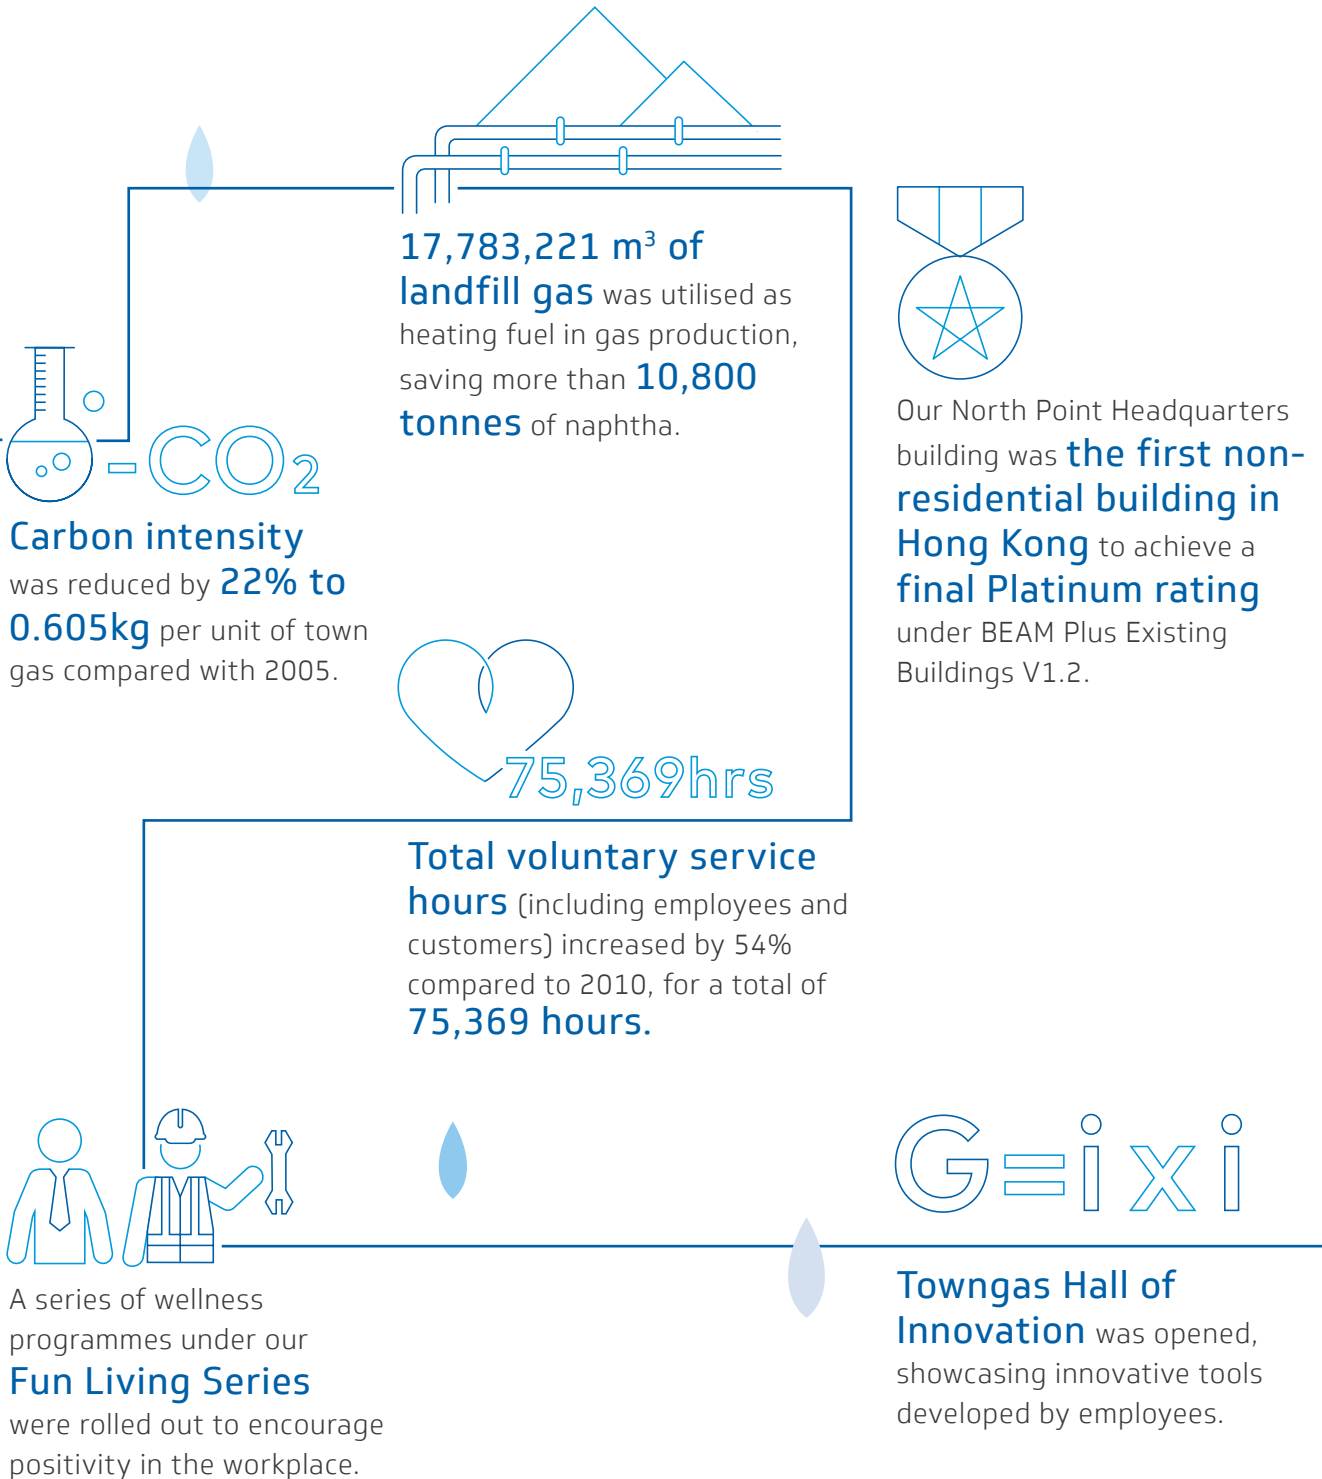 17,783,221 m³ of
landfill gas was utilised as
heating fuel in gas production,
saving more than 10,800
tonnes of naphtha.
Our North Point Headquarters
building was the first non-
residential building in
Hong Kong to achieve a
final Platinum rating
under BEAM Plus Existing
Buildings V1.2.
-CO₂
Carbon intensity
was reduced by 22% to
0.605kg per unit of town
gas compared with 2005.
75,369hrs
Total voluntary service
hours (including employees and
customers) increased by 54%
compared to 2010, for a total of
75,369 hours.
A series of wellness
programmes under our
Fun Living Series
were rolled out to encourage
positivity in the workplace.
G=i x i
Towngas Hall of
Innovation was opened,
showcasing innovative tools
developed by employees.